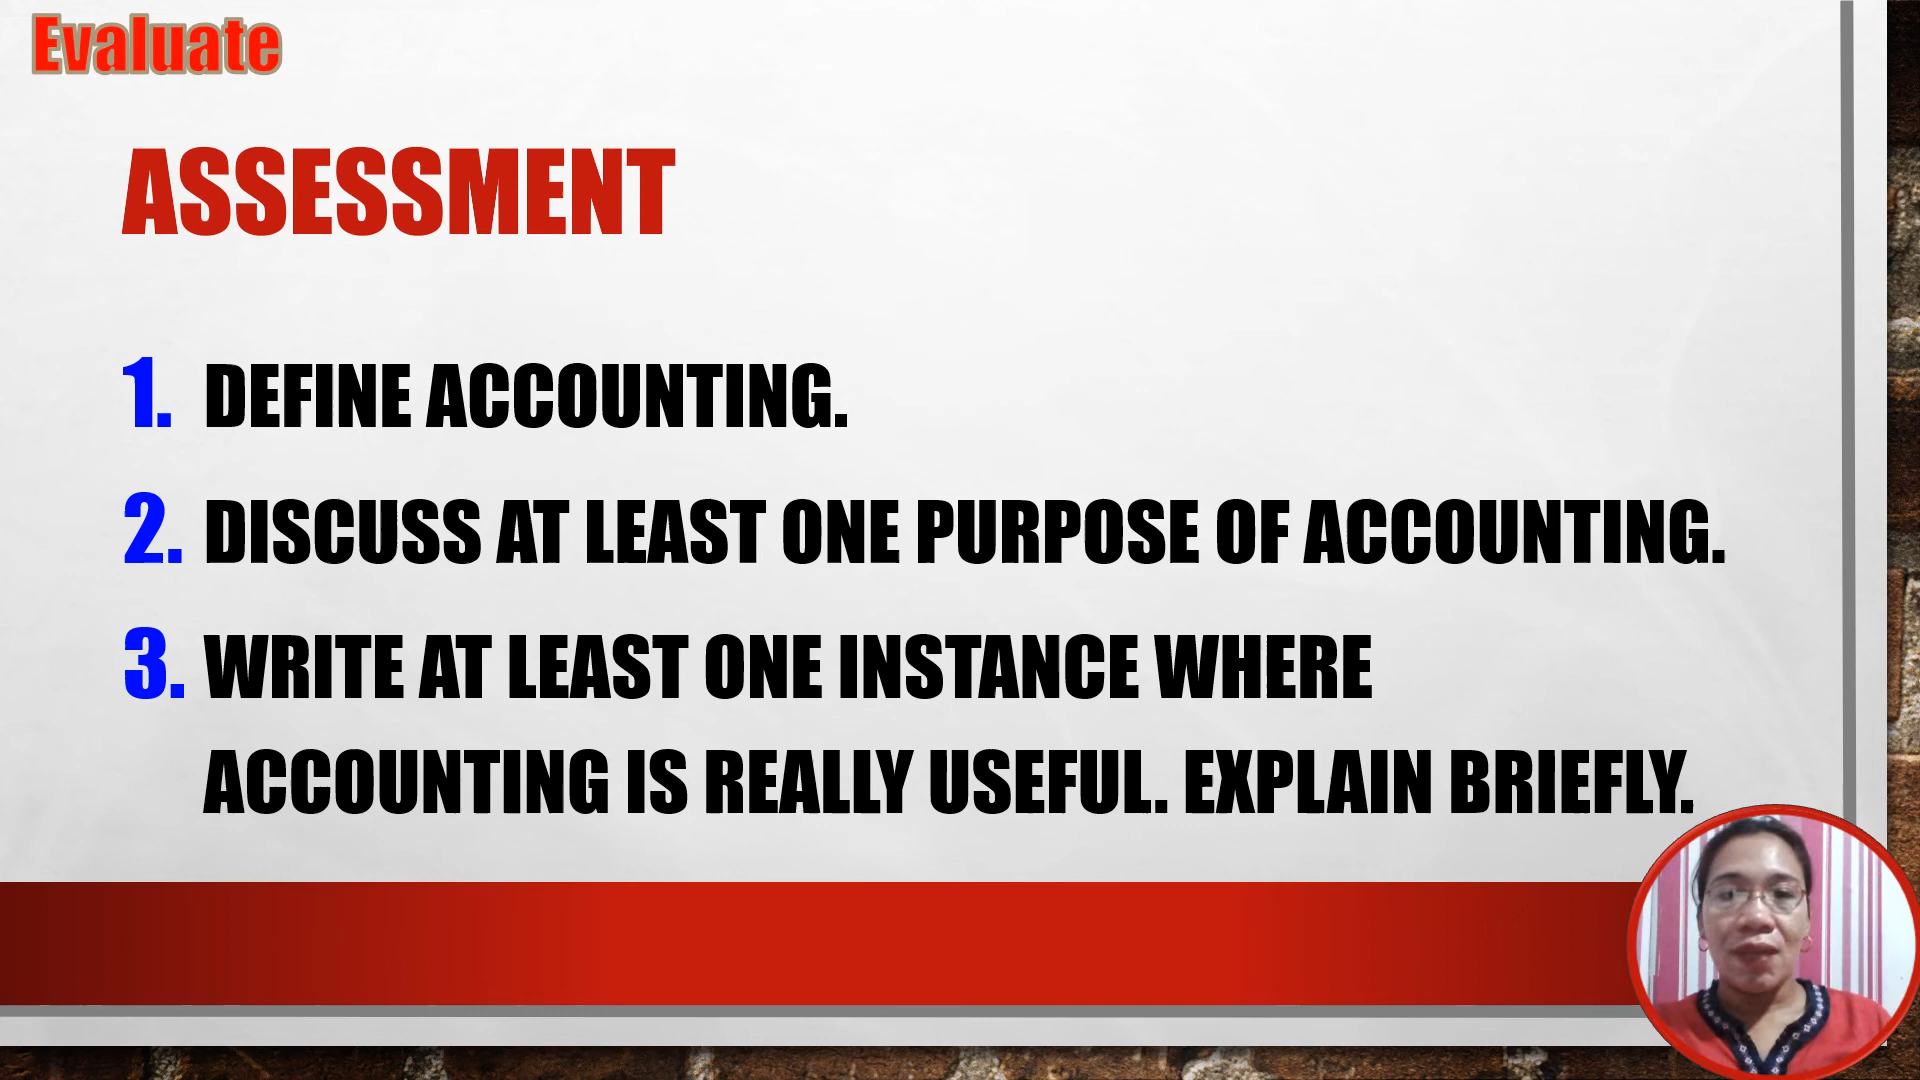 Evaluate
ASSESSMENT
1. DEFINE ACCOUNTING.
2. DISCUSS AT LEAST ONE PURPOSE OF ACCOUNTING.
3. WRITE AT LEAST ONE INSTANCE WHERE
ACCOUNTING IS REALLY USEFUL. EXPLAIN BRIEFLY.